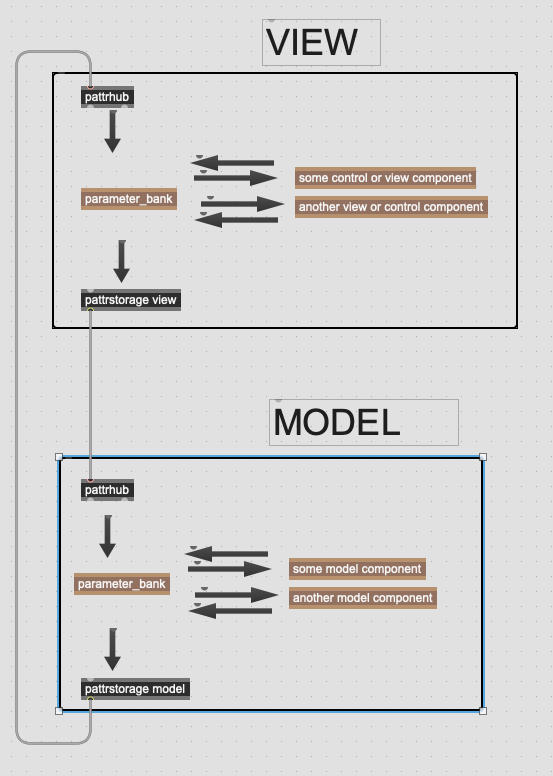 VIEW
pattrhub
some control or view component
parameter_bank
another view or control component
pattrstorage view
MODEL
pattrhub
some model component
parameter_bank
another model component
pattrstorage model